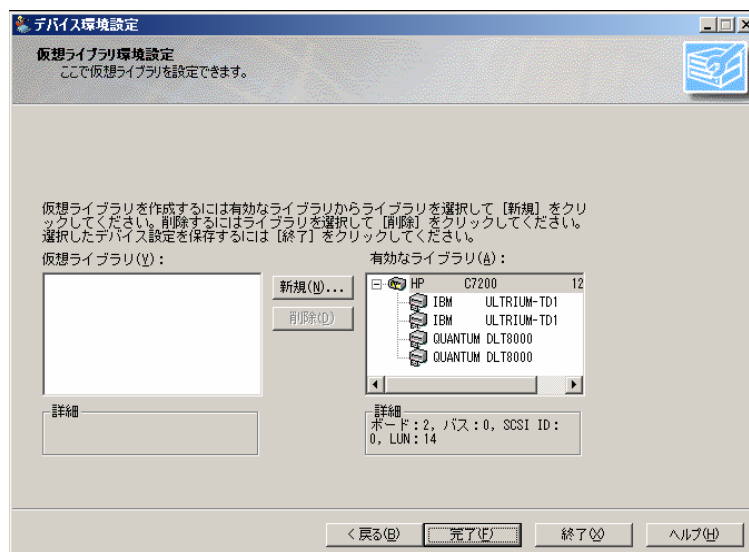 デバイス環境設定
仮想ライブラリ環境設定
ここで仮想ライブラリを設定できます。
仮想ライブラリを作成するには有効なライブラリからライブラリを選択して [新規] をクリ
ックしてください。削除するにはライブラリを選択して [削除] をクリックしてください。
選択したデバイス設定を保存するには [終了] をクリックしてください。
仮想ライブラリ(V):
有効なライブラリ(A):
新規(N)...
削除(D)
HP C7200 12
IBM ULTRIUM-TD1
IBM ULTRIUM-TD1
QUANTUM DLT8000
QUANTUM DLT8000
詳細
詳細
ボード:2, バス:0, SCSI ID:
0, LUN:14
< 戻る(B)
完了(F)
終了(X)
ヘルプ(H)